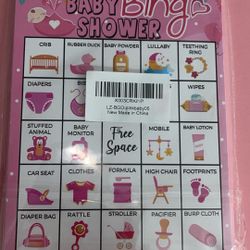 BABY Bingo
SHOWER
CRIB RUBBER DUCK BABY POWDER LULLABY TEETHING RING
DIAPERS BIB WIPES
New Made in China
STUFFED ANIMAL BABY MONITOR Free Space MOBILE BABY LOTION
CAR SEAT CLOTHES FORMULA HIGH CHAIR FOOTPRINTS
DIAPER BAG RATTLE STROLLER PACIFIER BURP CLOTH